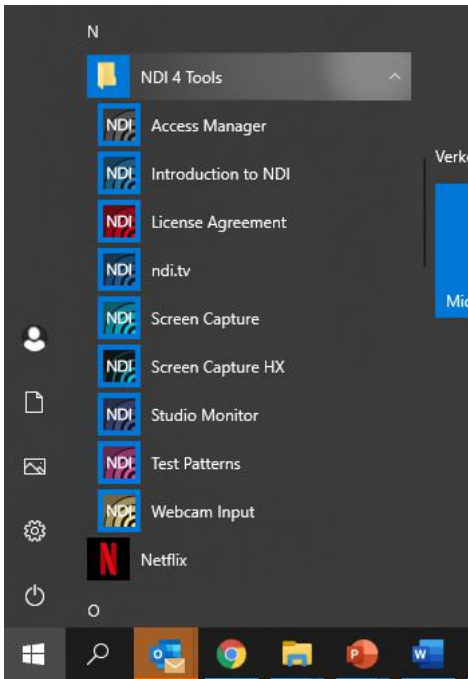 N
NDI 4 Tools
NDI Access Manager
Verk
NDI Introduction to NDI
NDI License Agreement
NDI ndi.tv
Mic
NDI Screen Capture
NDI Screen Capture HX
NDI Studio Monitor
NDI Test Patterns
NDI Webcam Input
N Netflix
O